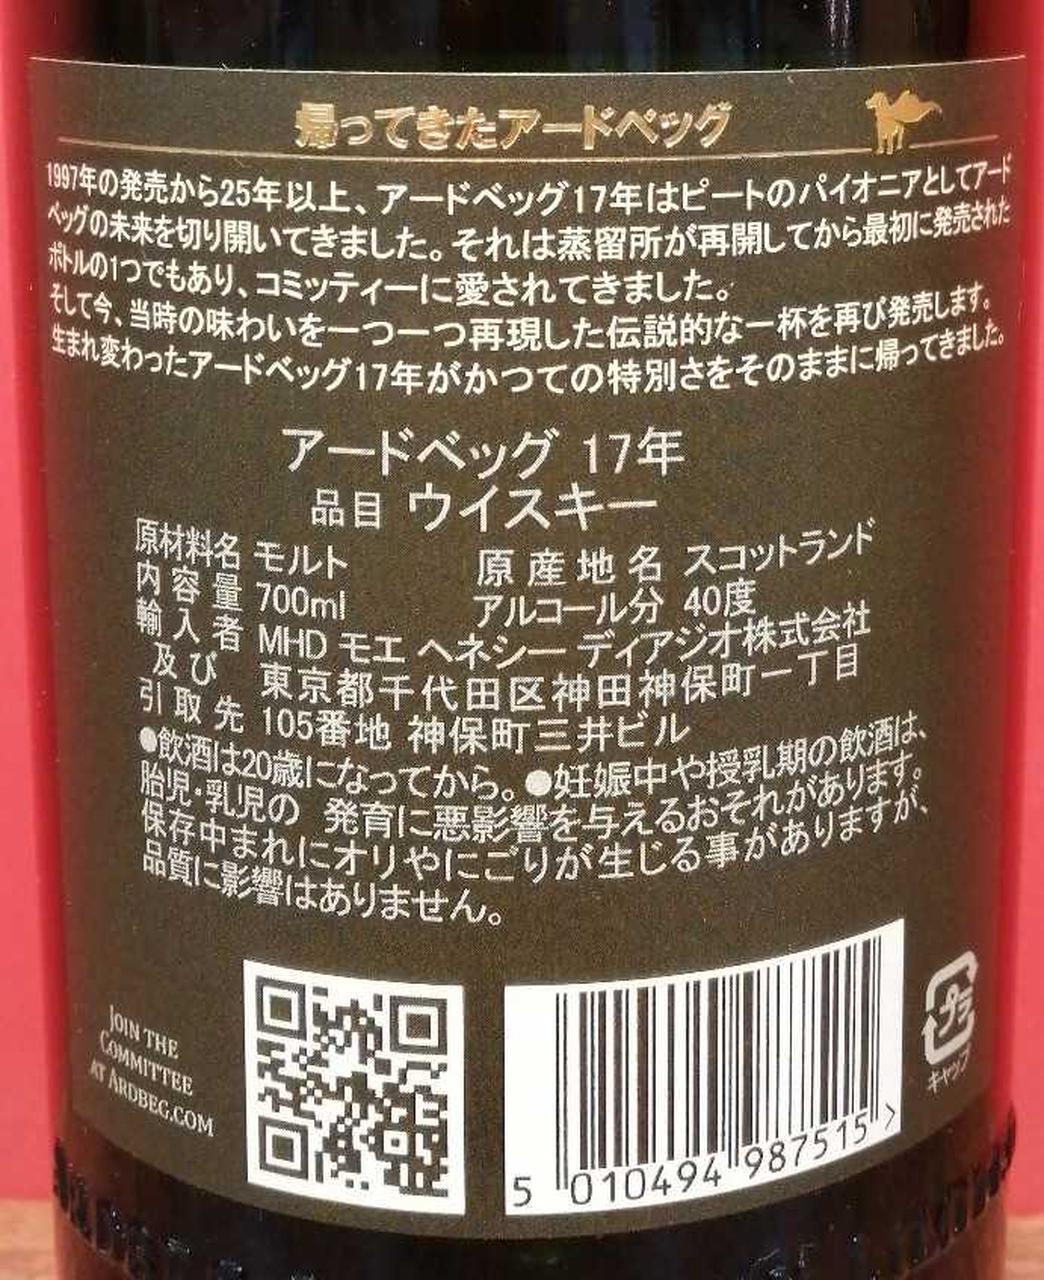 帰ってきたアードベッグ
1997年の発売から25年以上、アードベッグ17年はピートのパイオニアとしてアード
ベッグの未来を切り開いてきました。それは蒸留所が再開してから最初に発売された
ボトルの1つでもあり、コミッティーに愛されてきました。
そして今、当時の味わいを一つ一つ再現した伝説的な一杯を再び発売します。
生まれ変わったアードベッグ17年がかつての特別さをそのままに帰ってきました。
アードベッグ 17年
品目 ウイスキー
原材料名 モルト 原産地名 スコットランド
内容量 700ml アルコール分 40度
輸入者 MHD モエ ヘネシー ディアジオ株式会社
及び 東京都千代田区神田神保町一丁目
引取先 105番地 神保町三井ビル
●飲酒は20歳になってから。●妊娠中や授乳期の飲酒は、
胎児・乳児の 発育に悪影響を与えるおそれがあります。
保存中まれにオリやにごりが生じる事がありますが、
品質に影響はありません。
JOIN THE
COMMITTEE
AT ARDBEG.COM
プラ
キャップ
5 010494 987515 >